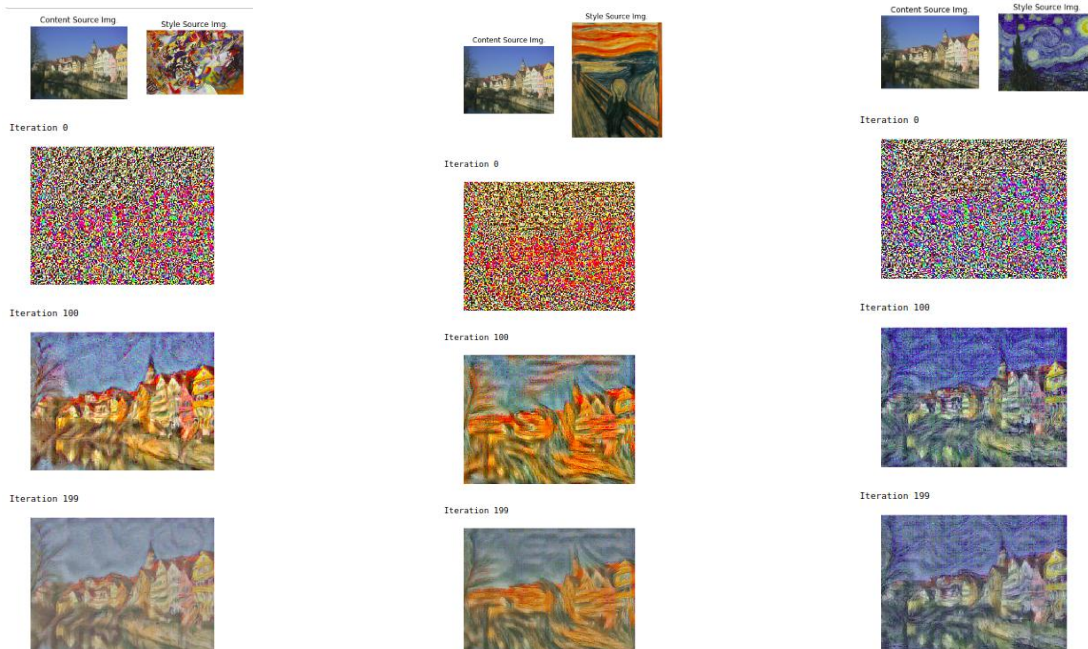 Content Source Img.
Style Source Img.
Iteration 0
Iteration 100
Iteration 199
Content Source Img.
Style Source Img.
Iteration 0
Iteration 100
Iteration 199
Content Source Img.
Style Source Img.
Iteration 0
Iteration 100
Iteration 199